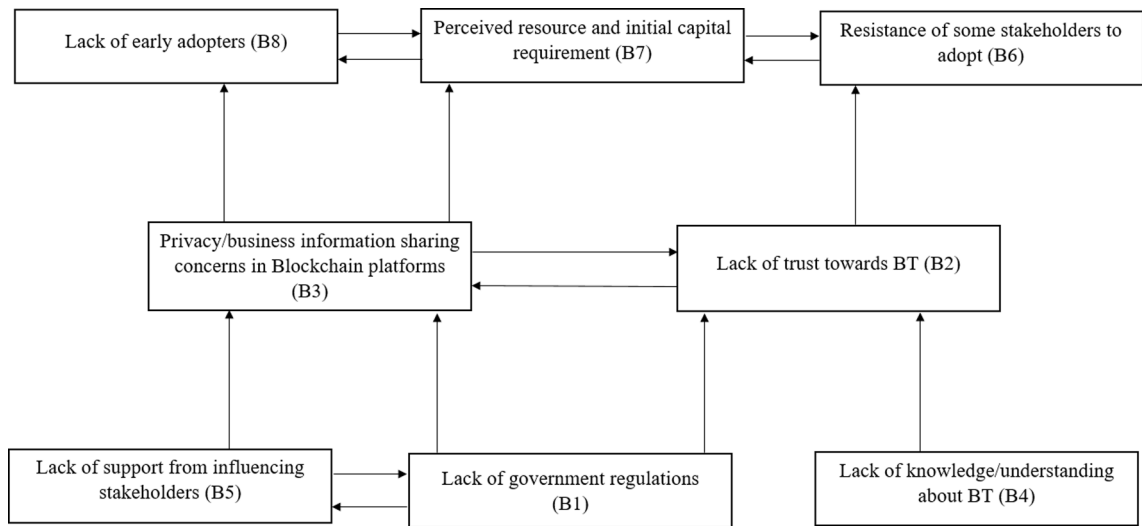 Lack of early adopters (B8)
Perceived resource and initial capital
requirement (B7)
Resistance of some stakeholders to
adopt (B6)
Privacy/business information sharing
concerns in Blockchain platforms
(B3)
Lack of trust towards BT (B2)
Lack of support from influencing
stakeholders (B5)
Lack of government regulations
(B1)
Lack of knowledge/understanding
about BT (B4)